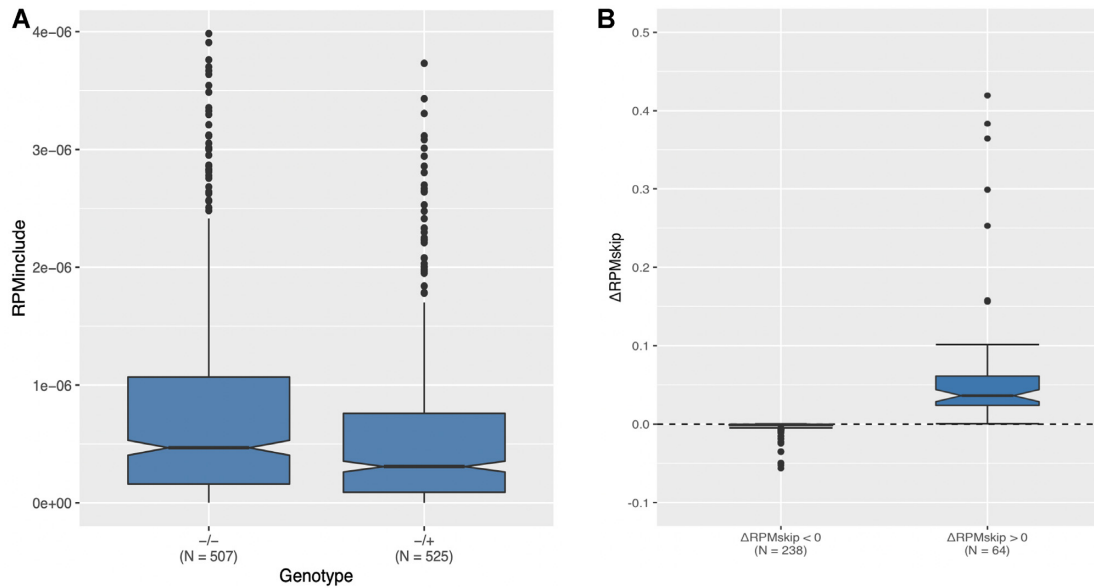 A
4e−06
3e−06
2e−06
1e−06
0e+00
RPMinclude
−/−
(N = 507)
−/+
(N = 525)
Genotype
B
0.5
0.4
0.3
0.2
0.1
0.0
-0.1
ΔRPMskip
ΔRPMskip < 0
(N = 238)
ΔRPMskip > 0
(N = 64)